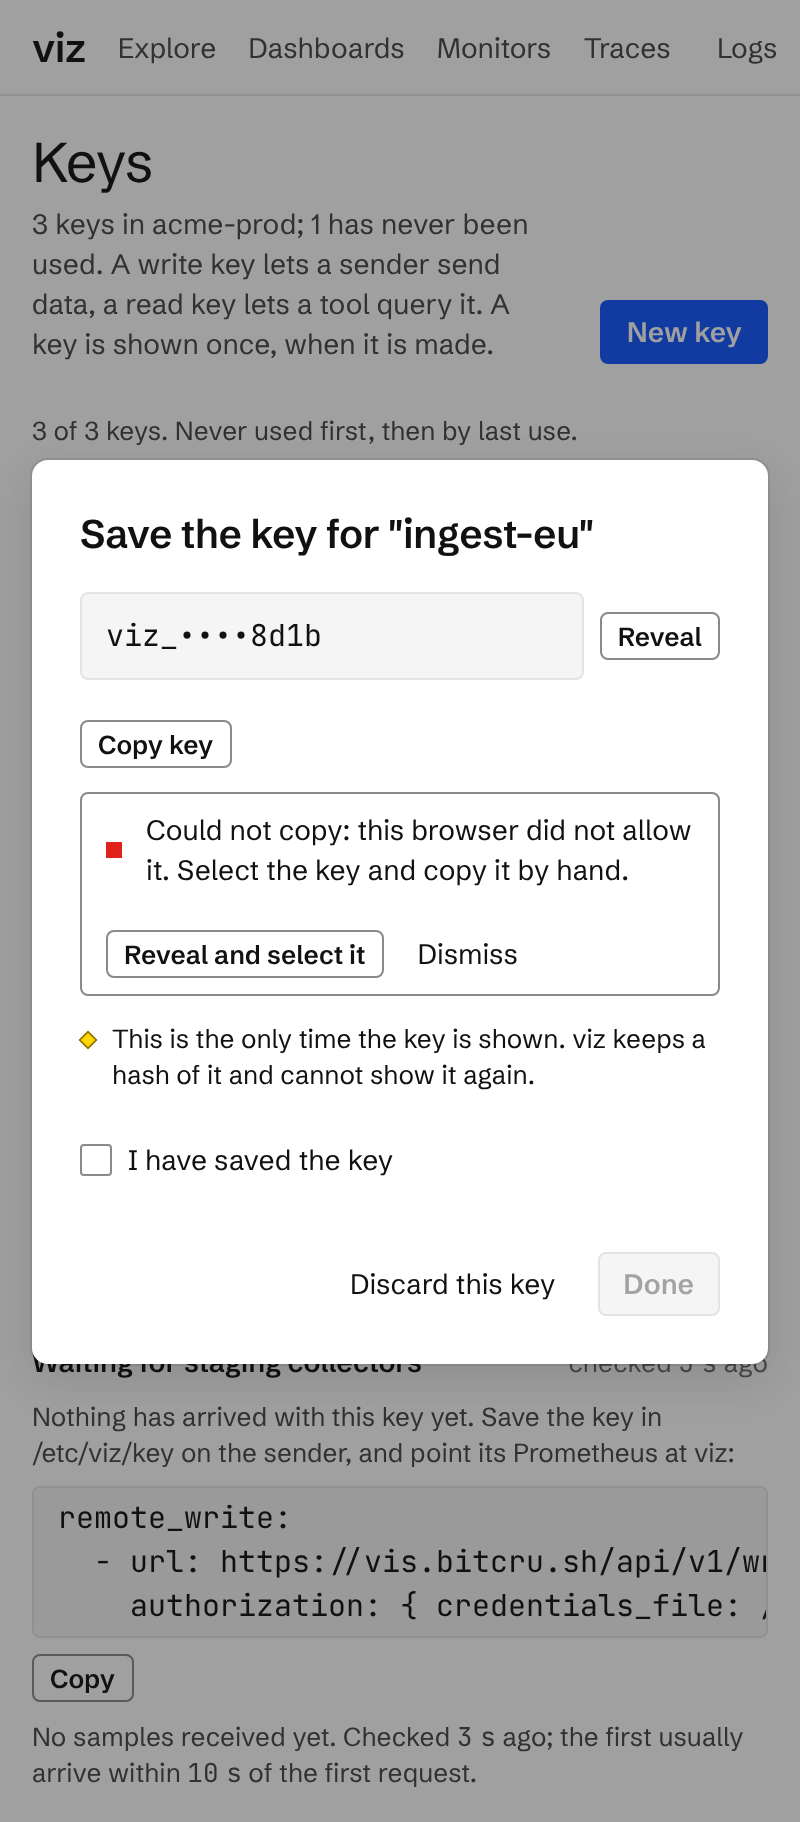 viz Explore Dashboards Monitors Traces Logs
Keys
3 keys in acme-prod; 1 has never been
used. A write key lets a sender send
data, a read key lets a tool query it. A
key is shown once, when it is made.
New key
3 of 3 keys. Never used first, then by last use.
Save the key for "ingest-eu"
viz_••••8d1b
Reveal
Copy key
Could not copy: this browser did not allow
it. Select the key and copy it by hand.
Reveal and select it Dismiss
This is the only time the key is shown. viz keeps a
hash of it and cannot show it again.
I have saved the key
Discard this key Done
Waiting for staging collectors checked 3 s ago
Nothing has arrived with this key yet. Save the key in
/etc/viz/key on the sender, and point its Prometheus at viz:
remote_write:
- url: https://vis.bitcru.sh/api/v1/
authorization: { credentials_file:
Copy
No samples received yet. Checked 3 s ago; the first usually
arrive within 10 s of the first request.